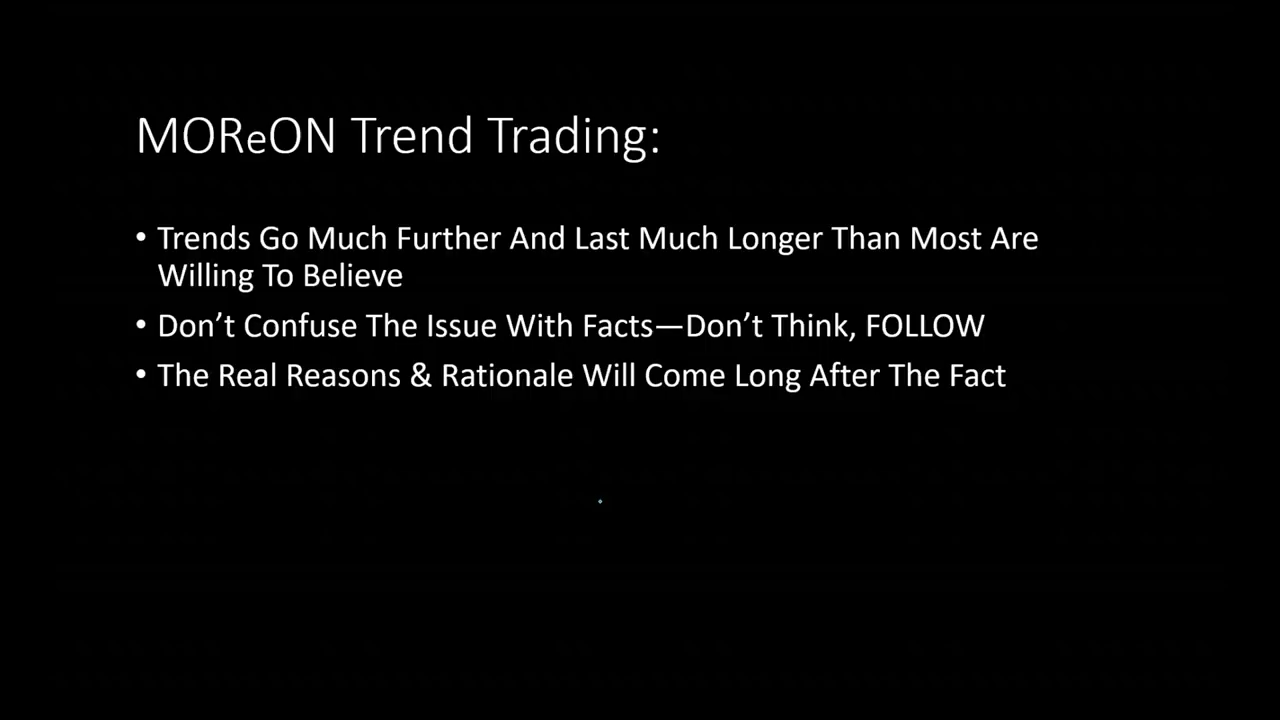 MOReON Trend Trading:
• Trends Go Much Further And Last Much Longer Than Most Are
Willing To Believe
• Don’t Confuse The Issue With Facts—Don’t Think, FOLLOW
• The Real Reasons & Rationale Will Come Long After The Fact